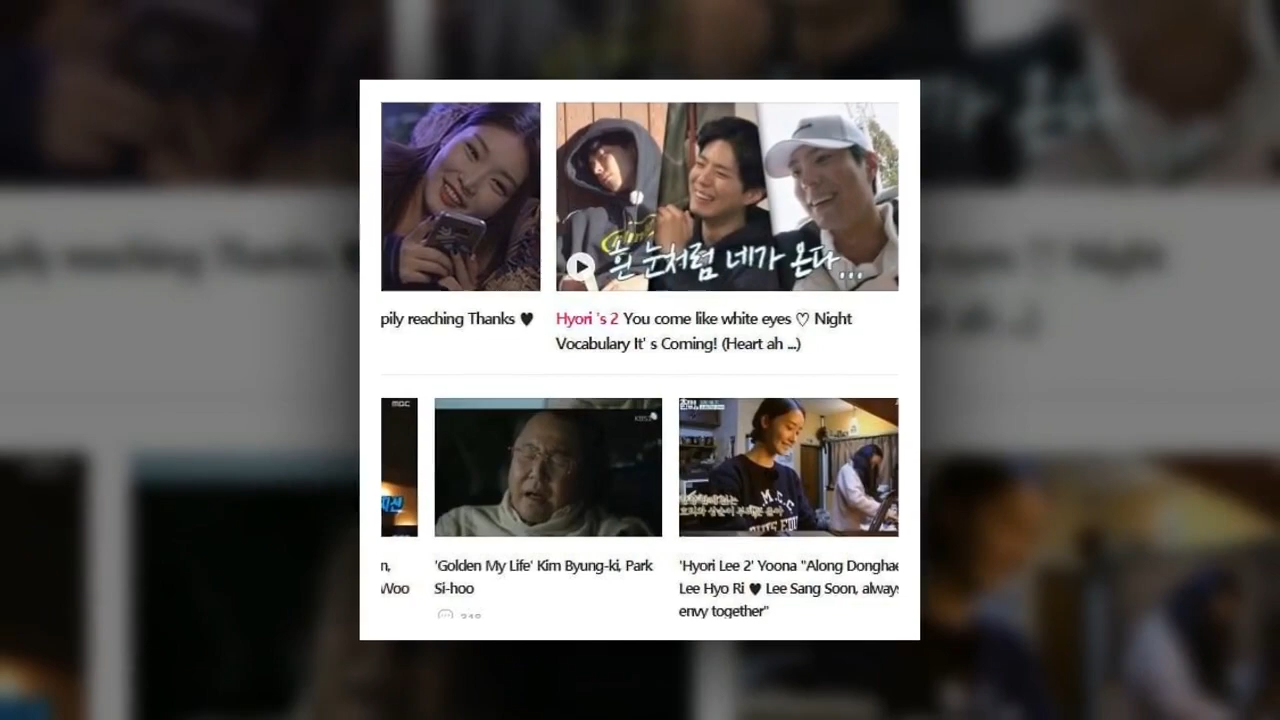 흰 눈처럼 네가 온다...
pily reaching Thanks ♥
Hyori 's 2 You come like white eyes ♡ Night
Vocabulary It' s Coming! (Heart ah ...)
MBC
KBS2
M.C.C
n,
Woo
'Golden My Life' Kim Byung-ki, Park
Si-hoo
'Hyori Lee 2' Yoona "Along Donghae
Lee Hyo Ri ♥ Lee Sang Soon, always
envy together"